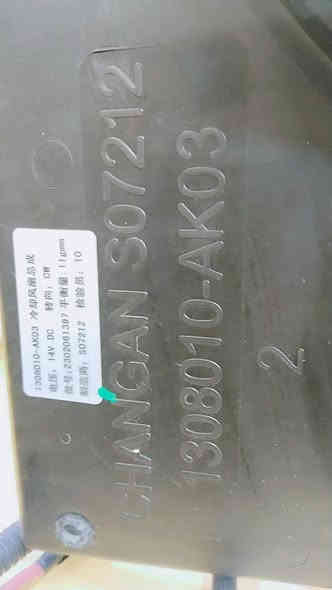 1308010-AK03 冷却风扇总成
电压: 14V DC 转向: CW
批号:2302061397 平衡量:11gmm
制造商: S07212 检验员: 10
CHANGAN S07212
1308010-AK03
2